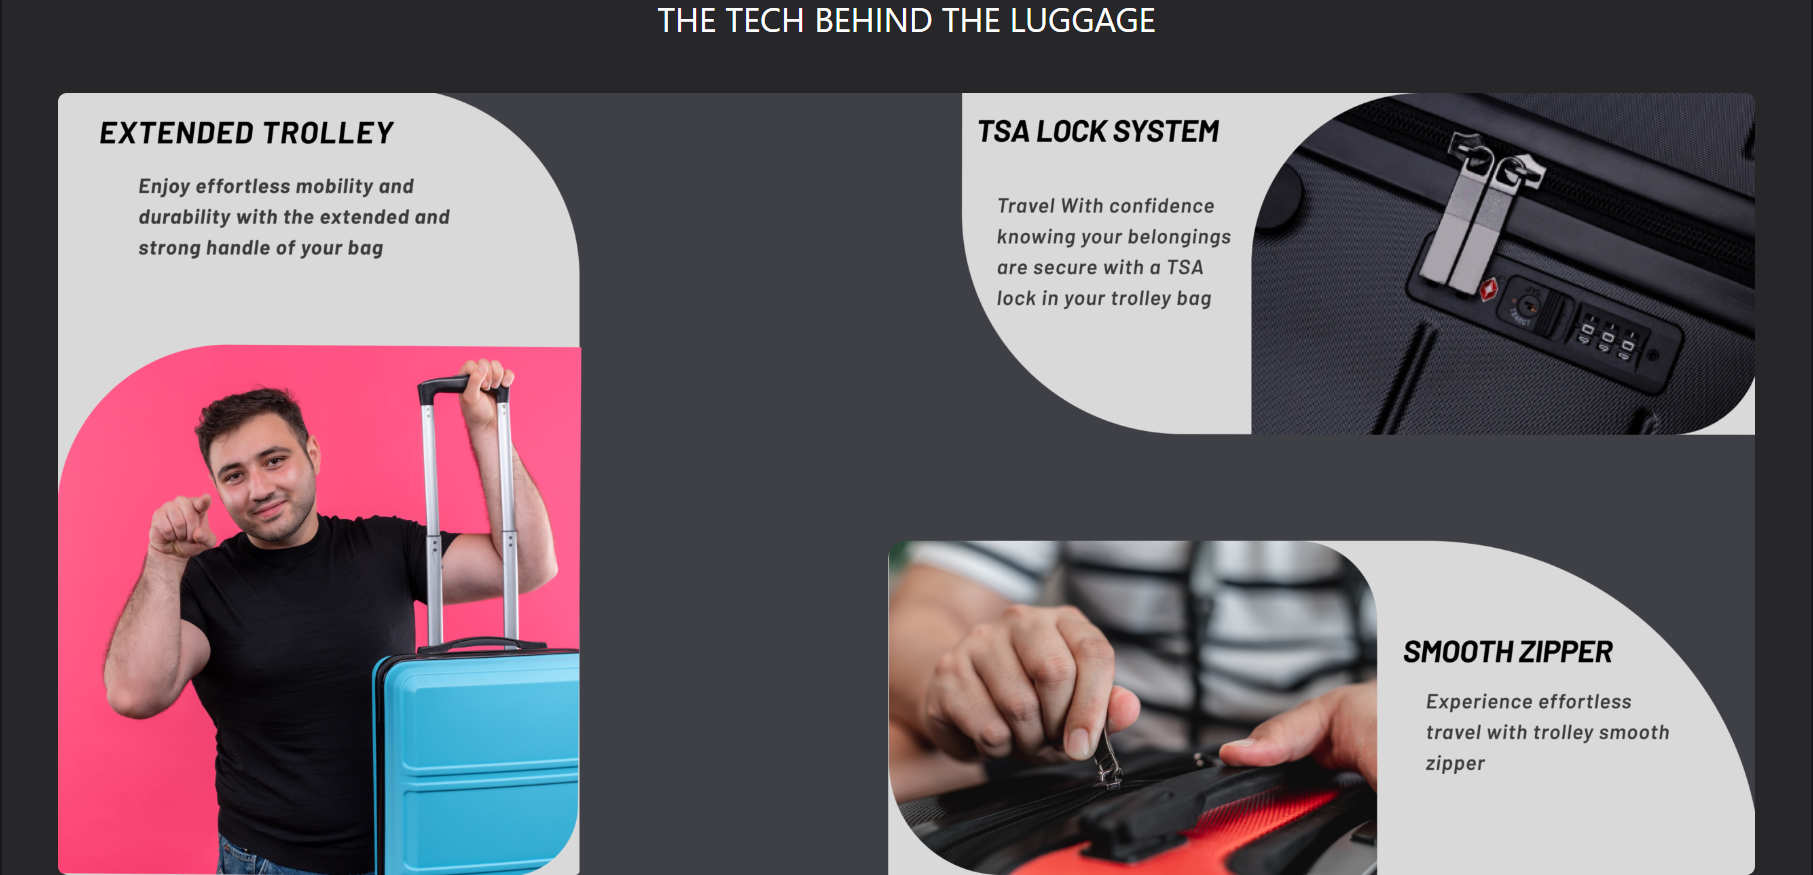 THE TECH BEHIND THE LUGGAGE
EXTENDED TROLLEY
Enjoy effortless mobility and
durability with the extended and
strong handle of your bag
TSA LOCK SYSTEM
Travel With confidence
knowing your belongings
are secure with a TSA
lock in your trolley bag
SMOOTH ZIPPER
Experience effortless
travel with trolley smooth
zipper